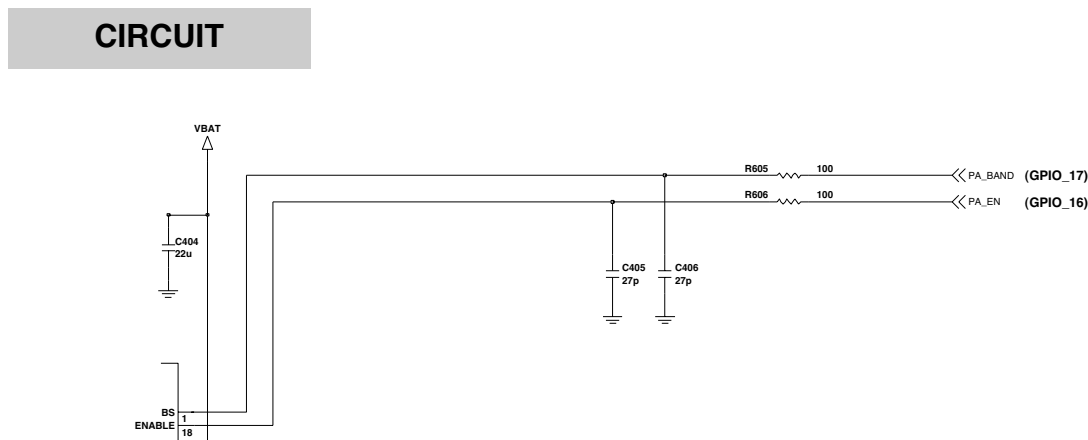 CIRCUIT
VBAT
R605 100 PA_BAND (GPIO_17)
R606 100 PA_EN (GPIO_16)
C404
22u
C405
27p
C406
27p
BS
1
ENABLE
18